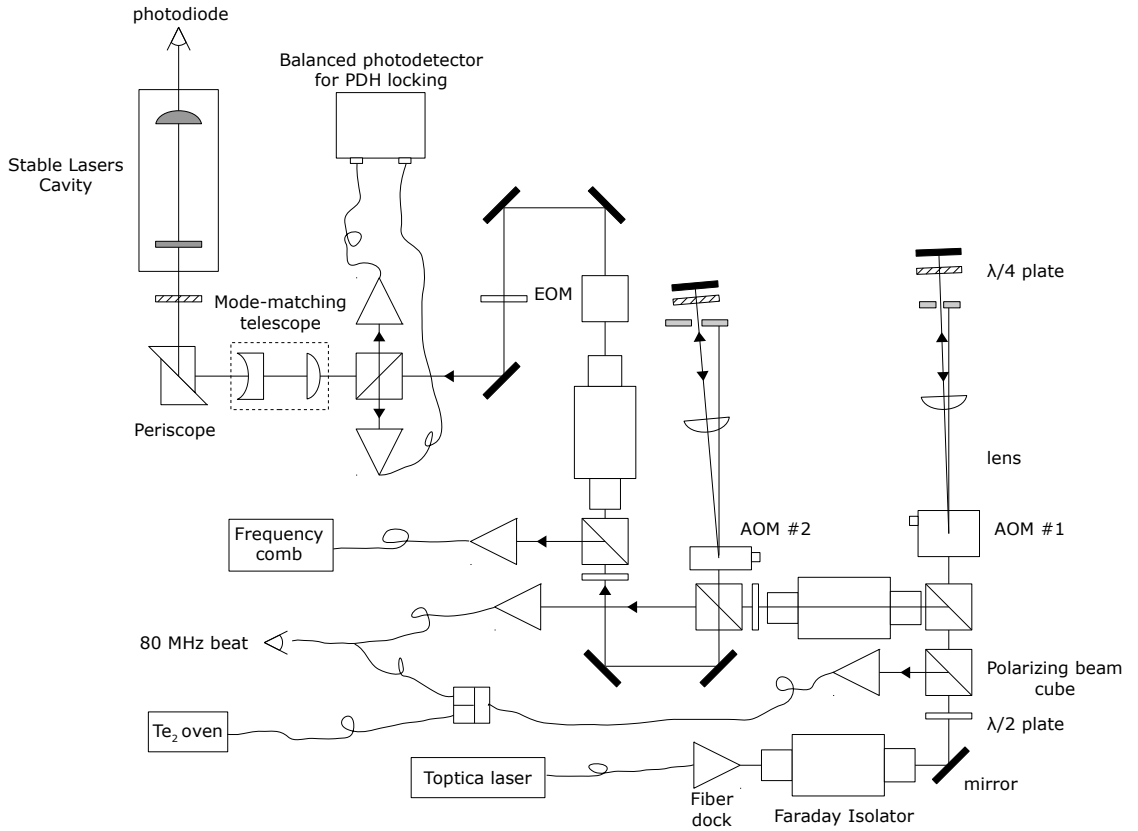 photodiode
Balanced photodetector
for PDH locking
Stable Lasers
Cavity
Mode-matching
telescope
EOM
λ/4 plate
Periscope
lens
Frequency
comb
AOM #2
AOM #1
80 MHz beat
Polarizing beam
cube
Te₂ oven
λ/2 plate
Toptica laser
Fiber
dock
Faraday Isolator
mirror